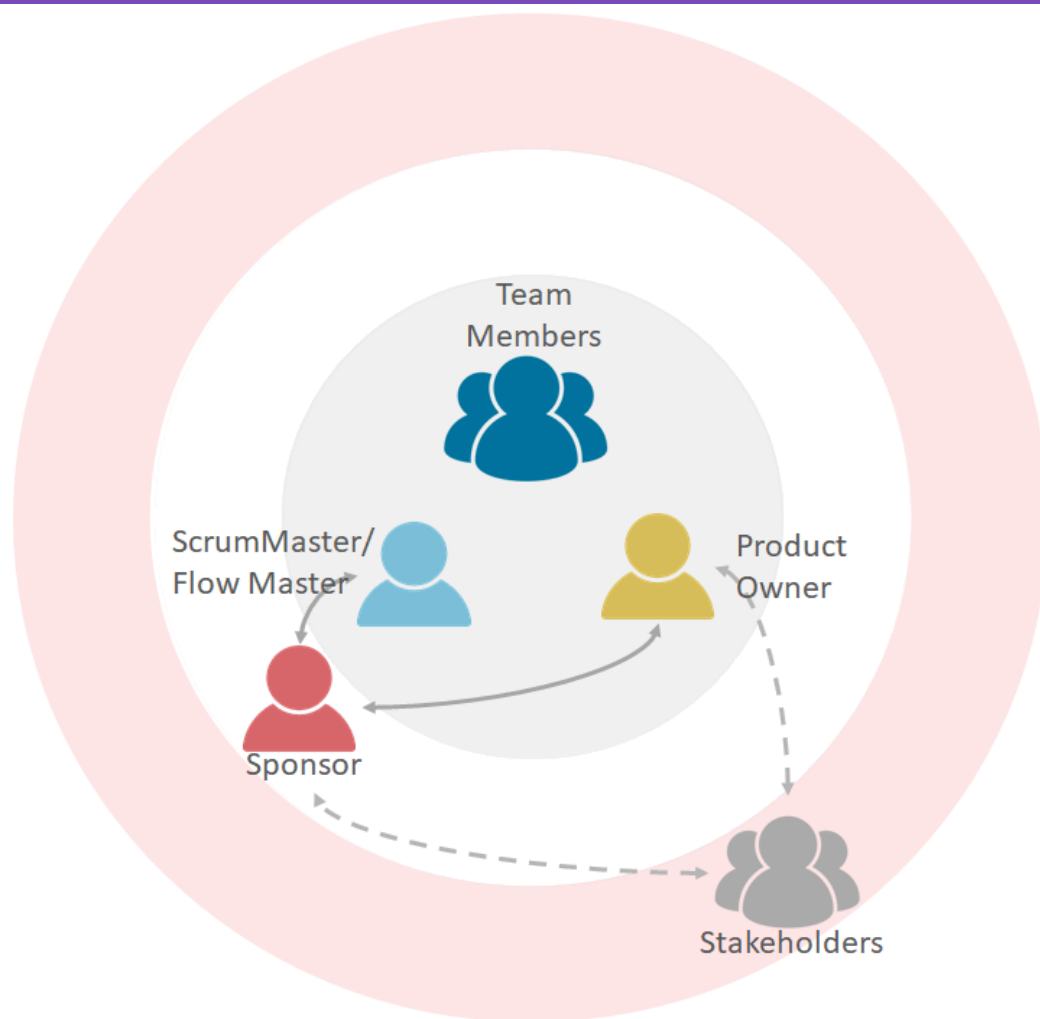 Team
Members
ScrumMaster/
Flow Master
Product
Owner
Sponsor
Stakeholders